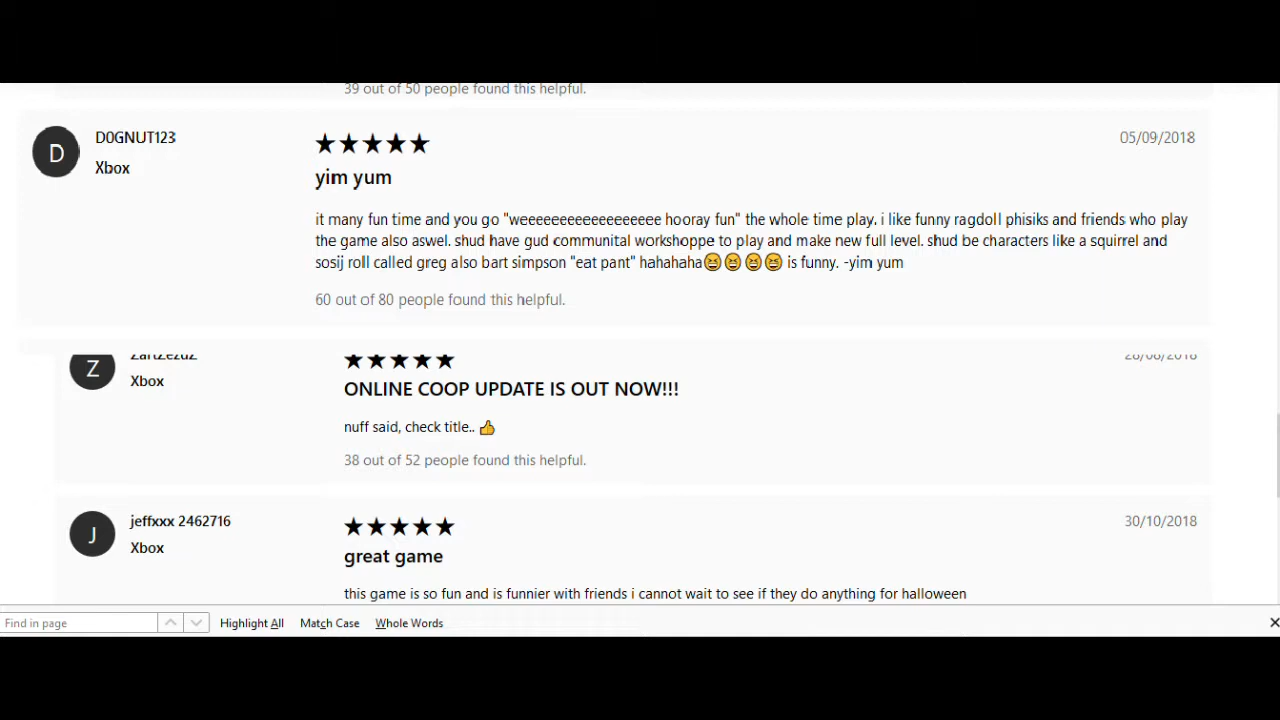 39 out of 50 people found this helpful.
D
D0GNUT123
Xbox
05/09/2018
yim yum
it many fun time and you go "weeeeeeeeeeeeeeeeee hooray fun" the whole time play. i like funny ragdoll phisiks and friends who play
the game also aswel. shud have gud communital workshoppe to play and make new full level. shud be characters like a squirrel and
sosij roll called greg also bart simpson "eat pant" hahahaha😆😆😆😆 is funny. -yim yum
60 out of 80 people found this helpful.
Z
Xbox
28/08/2018
ONLINE COOP UPDATE IS OUT NOW!!!
nuff said, check title.. 👍
38 out of 52 people found this helpful.
J
jeffxxx 2462716
Xbox
30/10/2018
great game
this game is so fun and is funnier with friends i cannot wait to see if they do anything for halloween
Find in page
Highlight All
Match Case
Whole Words